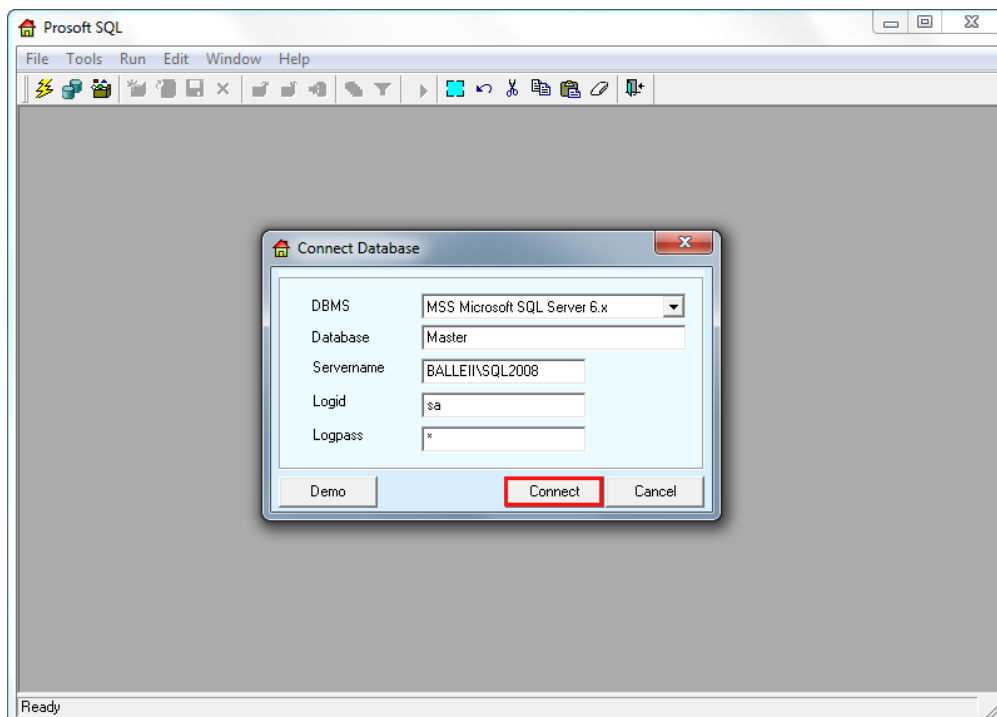 Prosoft SQL
File Tools Run Edit Window Help
Connect Database
DBMS MSS Microsoft SQL Server 6.x
Database Master
Servername BALLEII\SQL2008
Logid sa
Logpass *
Demo Connect Cancel
Ready